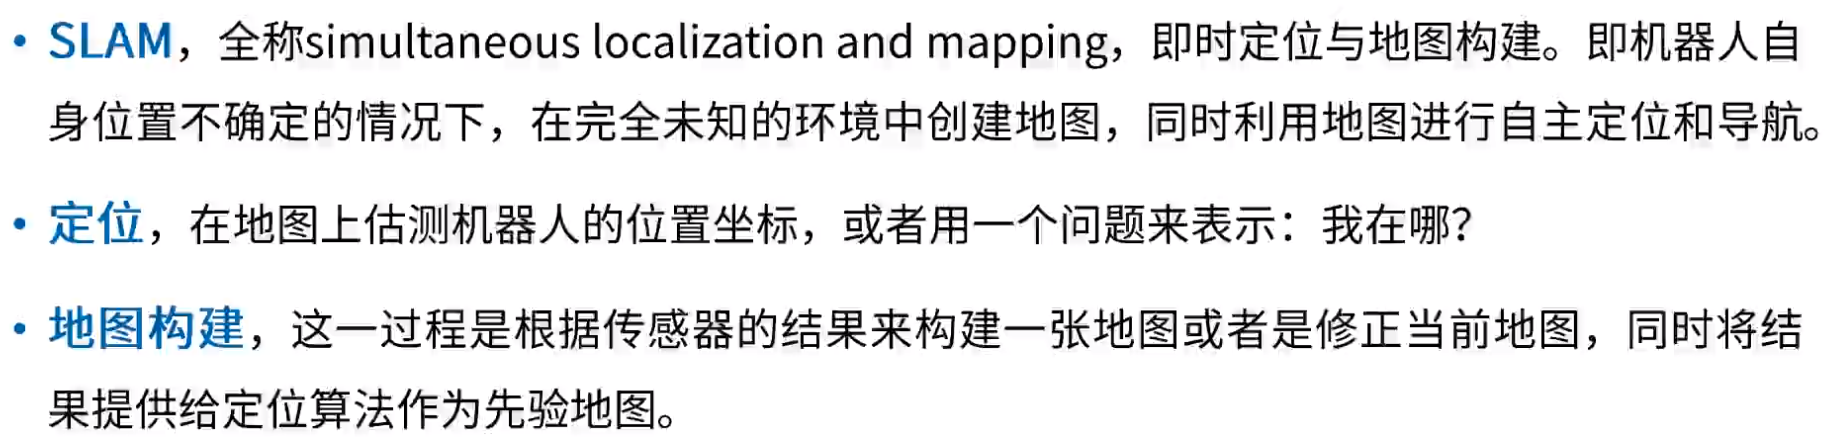 • SLAM，全称simultaneous localization and mapping，即时定位与地图构建。即机器人自
身位置不确定的情况下，在完全未知的环境中创建地图，同时利用地图进行自主定位和导航。
• 定位，在地图上估测机器人的位置坐标，或者用一个问题来表示：我在哪？
• 地图构建，这一过程是根据传感器的结果来构建一张地图或者是修正当前地图，同时将结
果提供给定位算法作为先验地图。